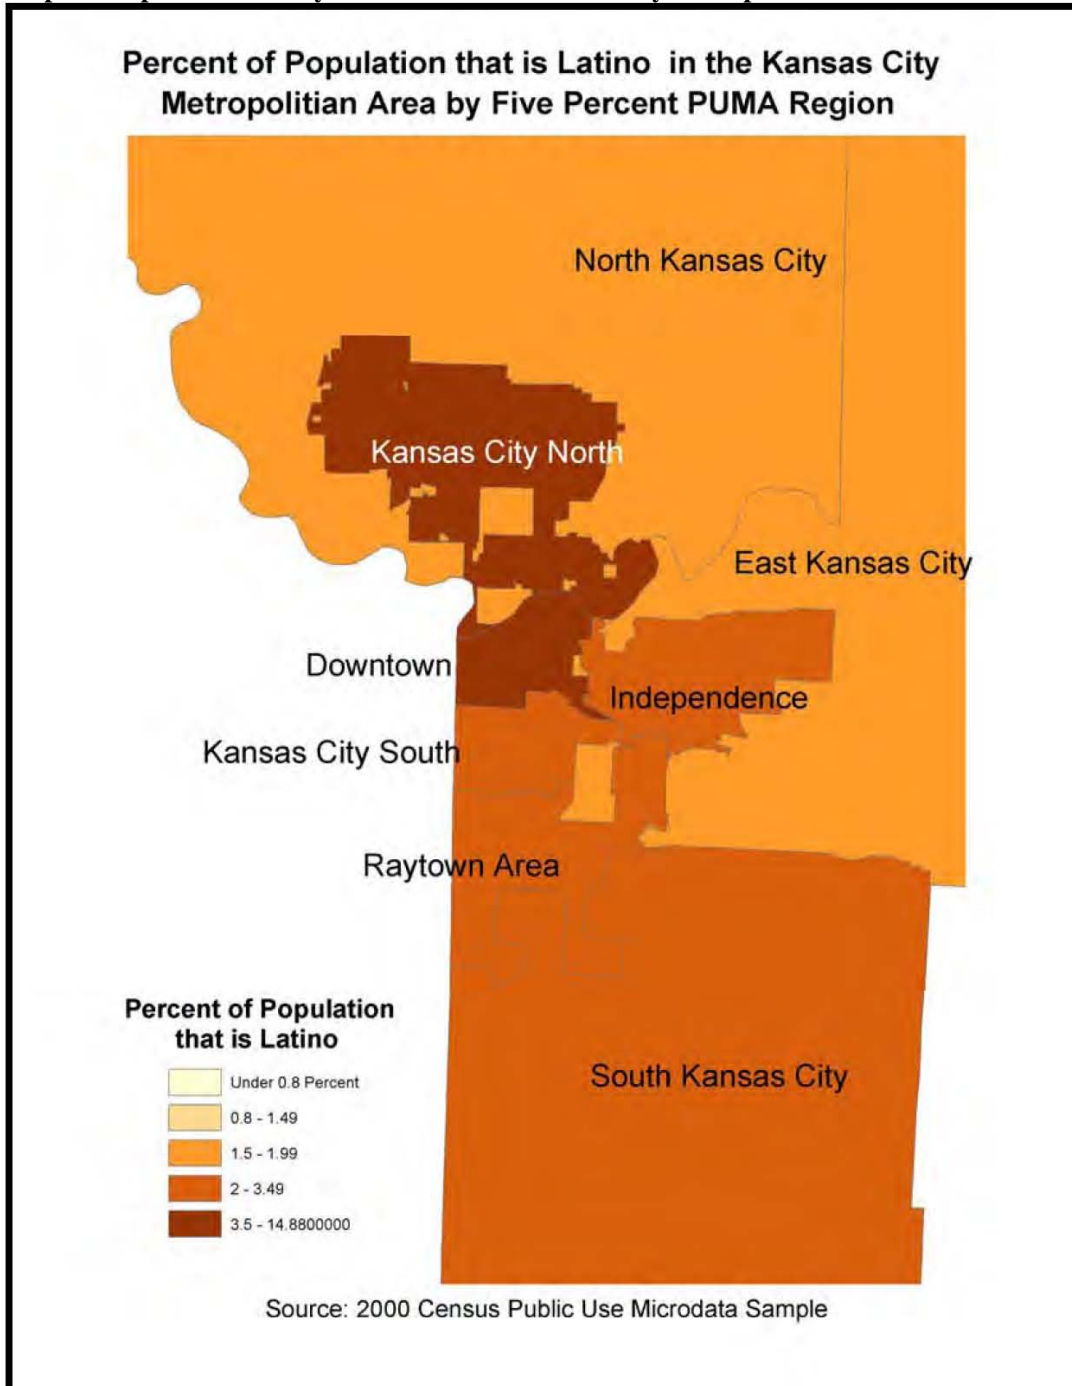 Percent of Population that is Latino in the Kansas City
Metropolitian Area by Five Percent PUMA Region
North Kansas City
Kansas City North
East Kansas City
Downtown
Independence
Kansas City South
Raytown Area
South Kansas City
Percent of Population
that is Latino
Under 0.8 Percent
0.8 - 1.49
1.5 - 1.99
2 - 3.49
3.5 - 14.8800000
Source: 2000 Census Public Use Microdata Sample